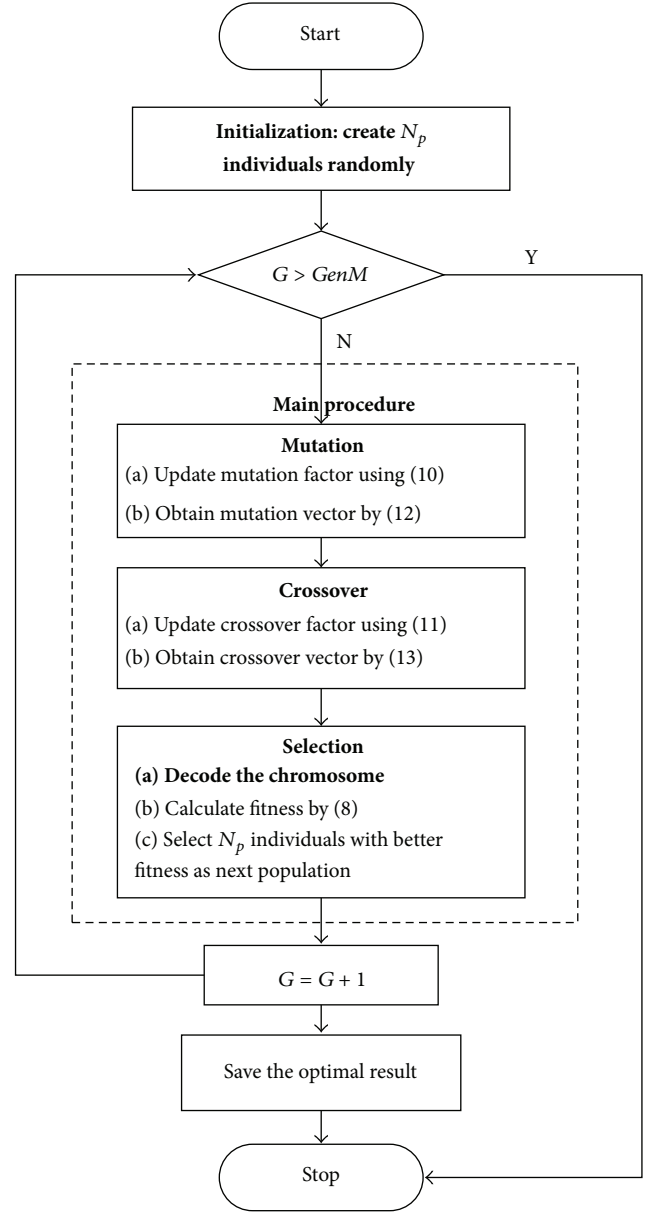 Start
Initialization: create Nₚ
individuals randomly
G > GenM
Y
N
Main procedure
Mutation
(a) Update mutation factor using (10)
(b) Obtain mutation vector by (12)
Crossover
(a) Update crossover factor using (11)
(b) Obtain crossover vector by (13)
Selection
(a) Decode the chromosome
(b) Calculate fitness by (8)
(c) Select Nₚ individuals with better
fitness as next population
G = G + 1
Save the optimal result
Stop